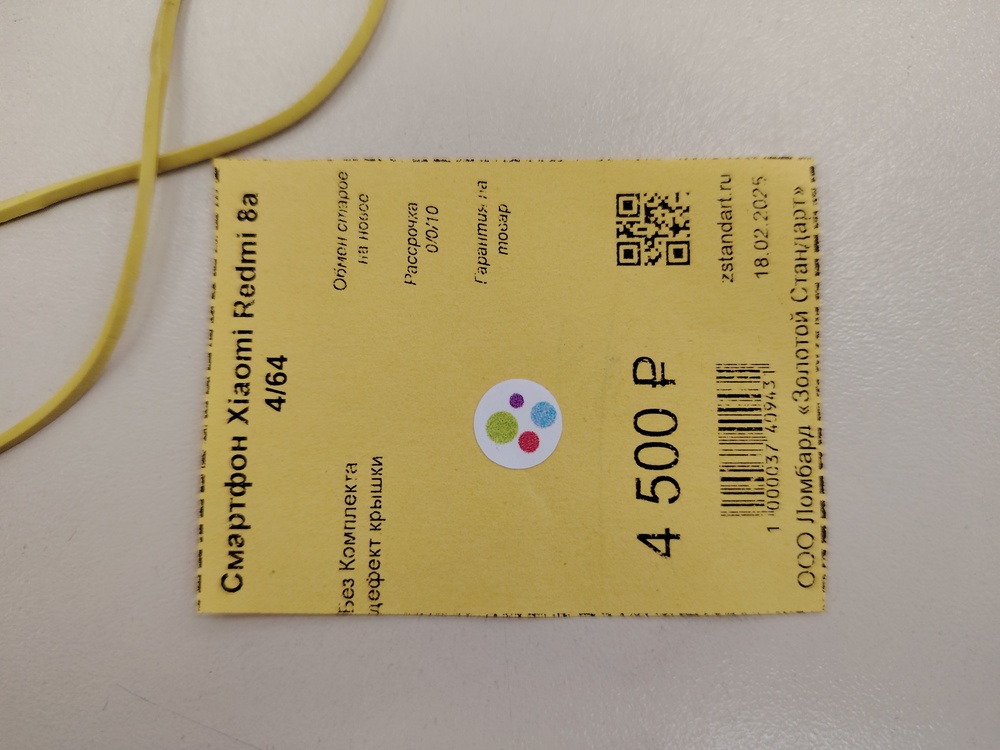 Смартфон Xiaomi Redmi 8a
4/64
Без Комплекта
дефект крышки
Обмен старое
на новое
Рассрочка
0/0/10
Гарантия на
товар
4 500 ₽
zstandart.ru
18.02.2025
1 000037 409431
ООО Ломбард «Золотой Стандарт»